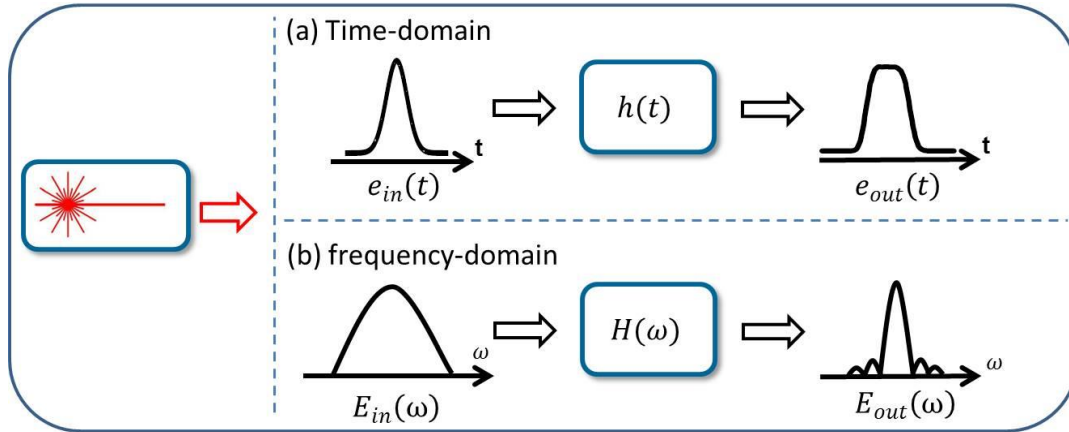 (a) Time-domain
h(t)
t
t
e_in(t)
e_out(t)
(b) frequency-domain
H(ω)
ω
ω
E_in(ω)
E_out(ω)